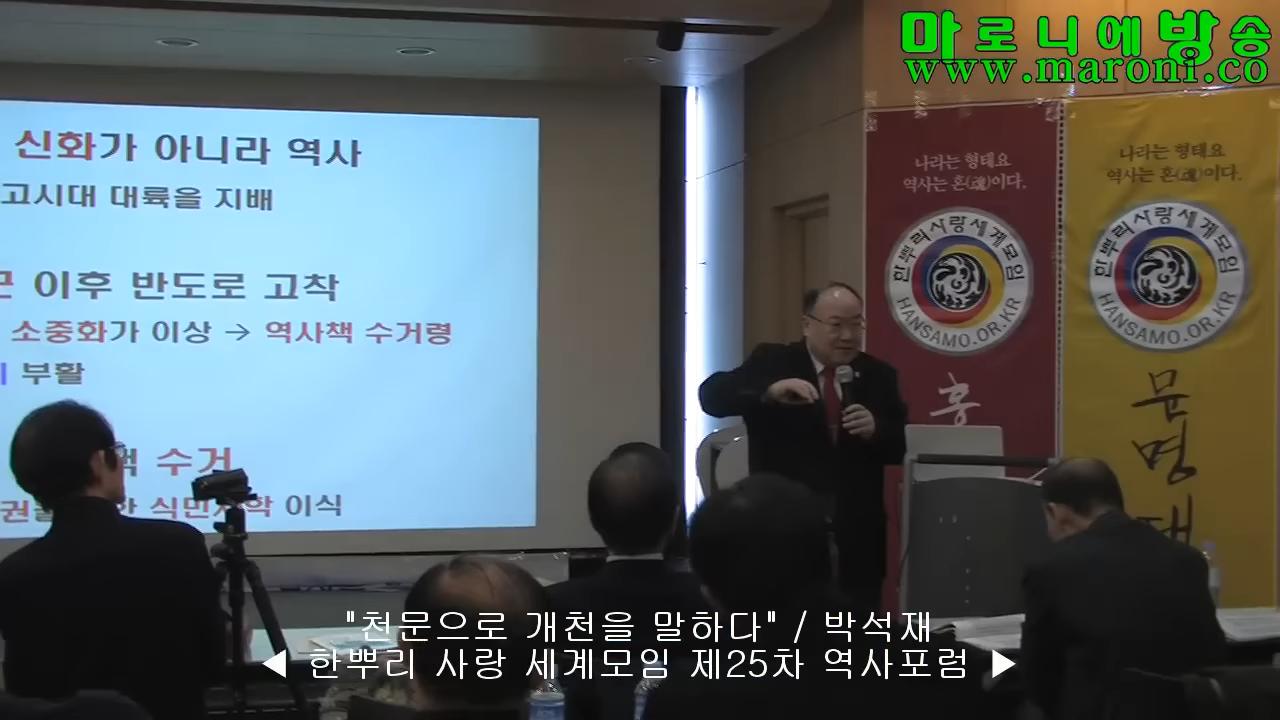 마로니에방송
www.maroni.co
신화가 아니라 역사
고시대 대륙을 지배
이후 반도로 고착
소중화가 이상 → 역사책 수거령
부활
수거
식민사학 이식
나라는 형태요
역사는 혼(魂)이다.
한뿌리사랑세계모임
HANSAMO.OR.KR
홍
나라는 형태요
역사는 혼(魂)이다.
한뿌리사랑세계모임
HANSAMO.OR.KR
문
명
"천문으로 개천을 말하다" / 박석재
◀ 한뿌리 사랑 세계모임 제25차 역사포럼 ▶